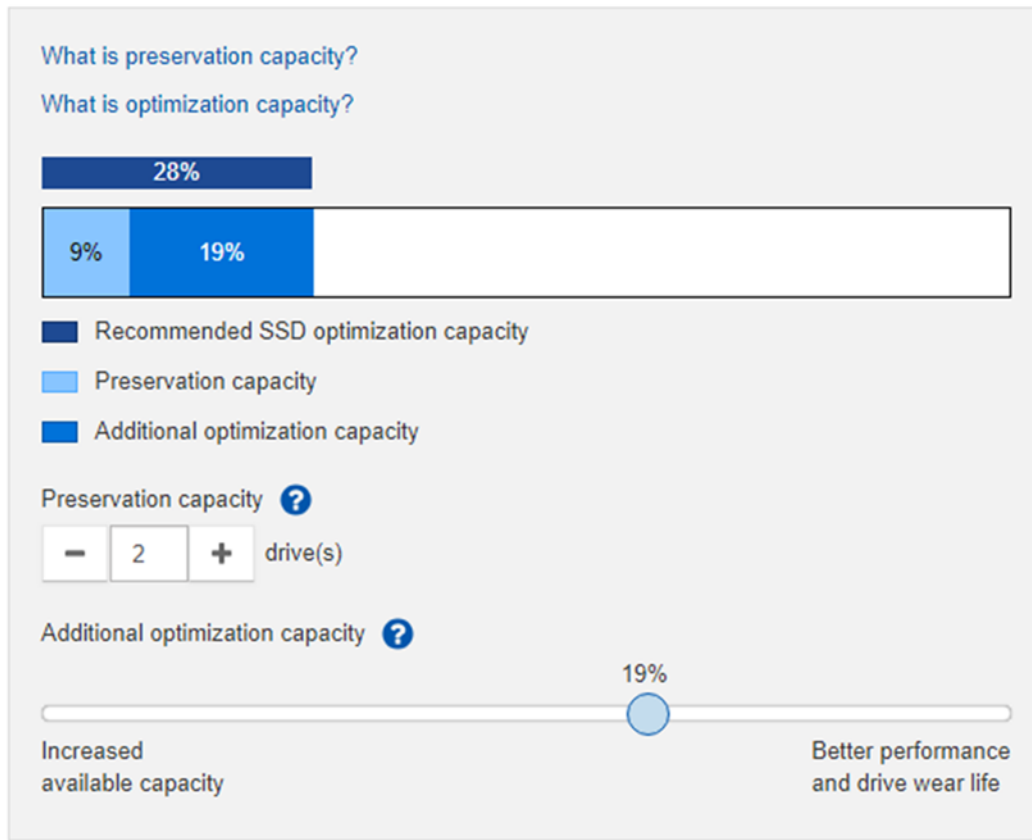 What is preservation capacity?
What is optimization capacity?
28%
9% 19%
Recommended SSD optimization capacity
Preservation capacity
Additional optimization capacity
Preservation capacity ?
− 2 + drive(s)
Additional optimization capacity ?
19%
Increased
available capacity
Better performance
and drive wear life